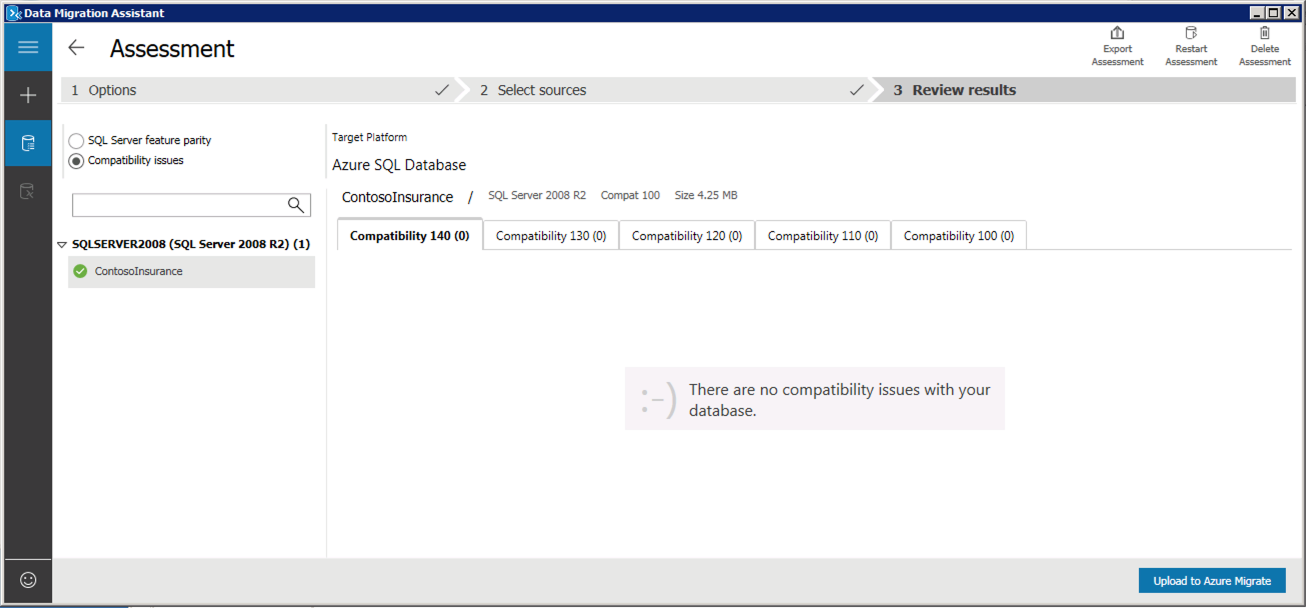 Data Migration Assistant
Assessment
Export Assessment
Restart Assessment
Delete Assessment
1 Options
2 Select sources
3 Review results
SQL Server feature parity
Compatibility issues
SQLSERVER2008 (SQL Server 2008 R2) (1)
ContosoInsurance
Target Platform
Azure SQL Database
ContosoInsurance / SQL Server 2008 R2 Compat 100 Size 4.25 MB
Compatibility 140 (0) Compatibility 130 (0) Compatibility 120 (0) Compatibility 110 (0) Compatibility 100 (0)
:-)
There are no compatibility issues with your
database.
Upload to Azure Migrate